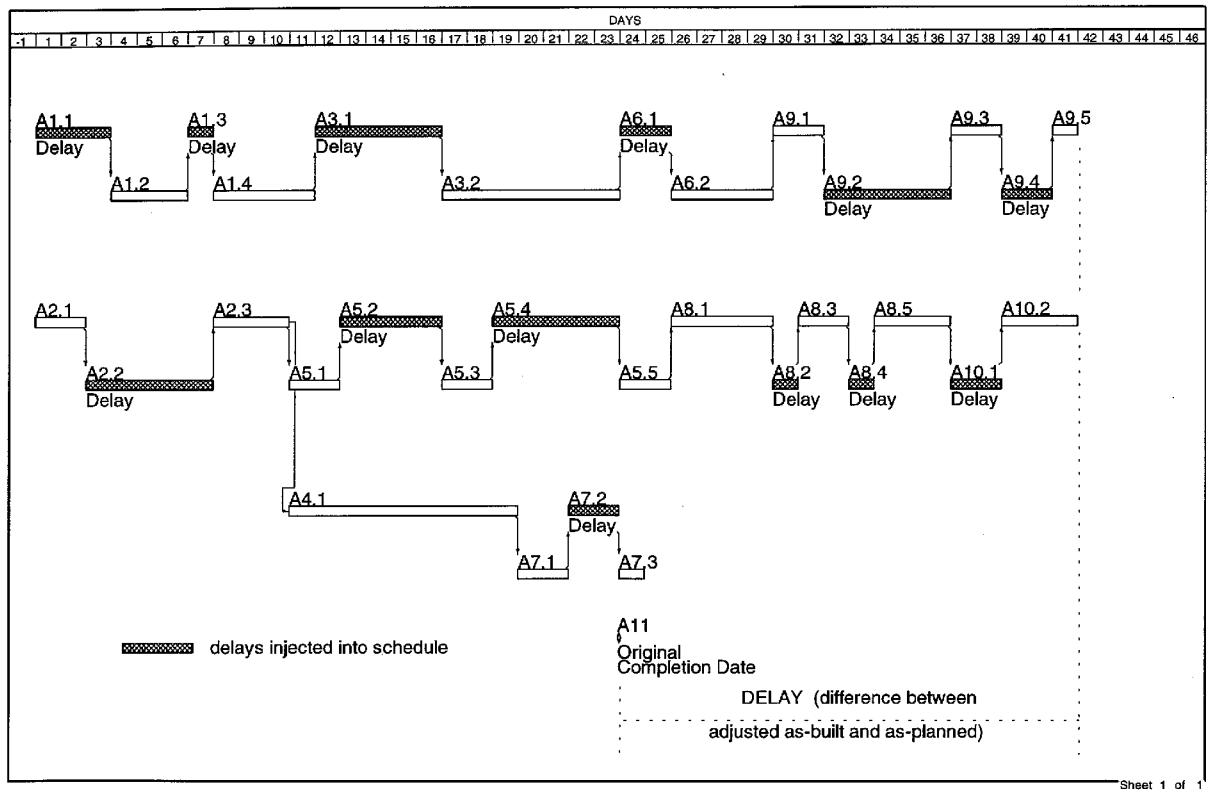 DAYS
-1 1 2 3 4 5 6 7 8 9 10 11 12 13 14 15 16 17 18 19 20 21 22 23 24 25 26 27 28 29 30 31 32 33 34 35 36 37 38 39 40 41 42 43 44 45 46
A1.1 A1.3 A3.1 A6.1 A9.1 A9.3 A9.5
Delay Delay Delay Delay
A1.2 A1.4 A3.2 A6.2 A9.2 A9.4
Delay Delay
A2.1 A2.3 A5.2 A5.4 A8.1 A8.3 A8.5 A10.2
Delay Delay
A2.2 A5.1 A5.3 A5.5 A8.2 A8.4 A10.1
Delay Delay Delay Delay
A4.1 A7.2
Delay
A7.1 A7.3
A11
delays injected into schedule
Original
Completion Date
DELAY (difference between
adjusted as-built and as-planned)
Sheet 1 of 1